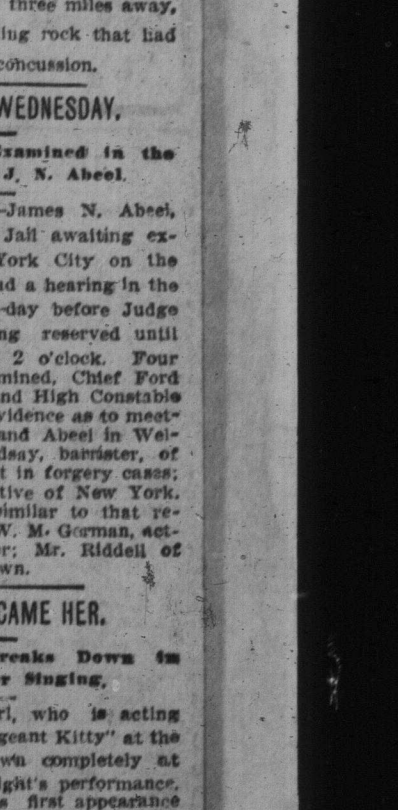 three miles away,
ing rock that had
concussion.
WEDNESDAY.
Examined in the
J. N. Abeel.
-James N. Abeel,
Jail awaiting ex-
York City on the
ad a hearing in the
-day before Judge
ng reserved until
2 o'clock. Four
mined, Chief Ford
nd High Constable
vidence as to meet-
and Abeel in Wel-
dsay, barrister, of
t in forgery cases;
tive of New York.
similar to that re-
W. M. German, act-
r; Mr. Riddell of
wn.
CAME HER.
reaks Down in
r Singing.
rl, who is acting
geant Kitty" at the
wn completely at
ight's performance.
s first appearance